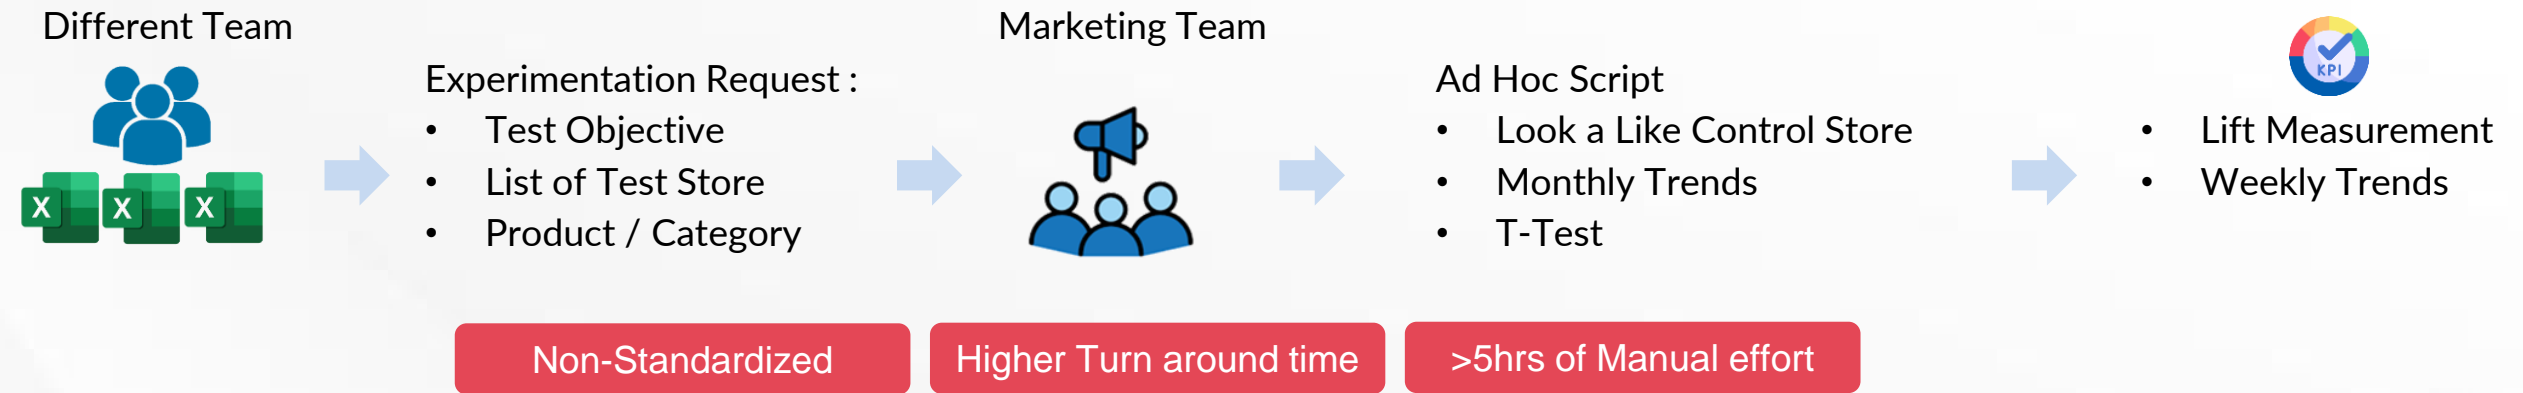 Different Team
X X X
Experimentation Request :
• Test Objective
• List of Test Store
• Product / Category
Marketing Team
Ad Hoc Script
• Look a Like Control Store
• Monthly Trends
• T-Test
KPI
• Lift Measurement
• Weekly Trends
Non-Standardized
Higher Turn around time
>5hrs of Manual effort